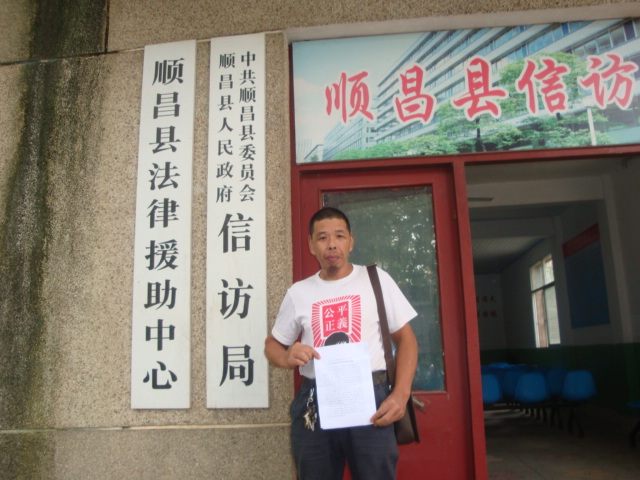 顺昌县法律援助中心
中共顺昌县委员会
顺昌县人民政府
信访局
顺昌县信访
公平
正義